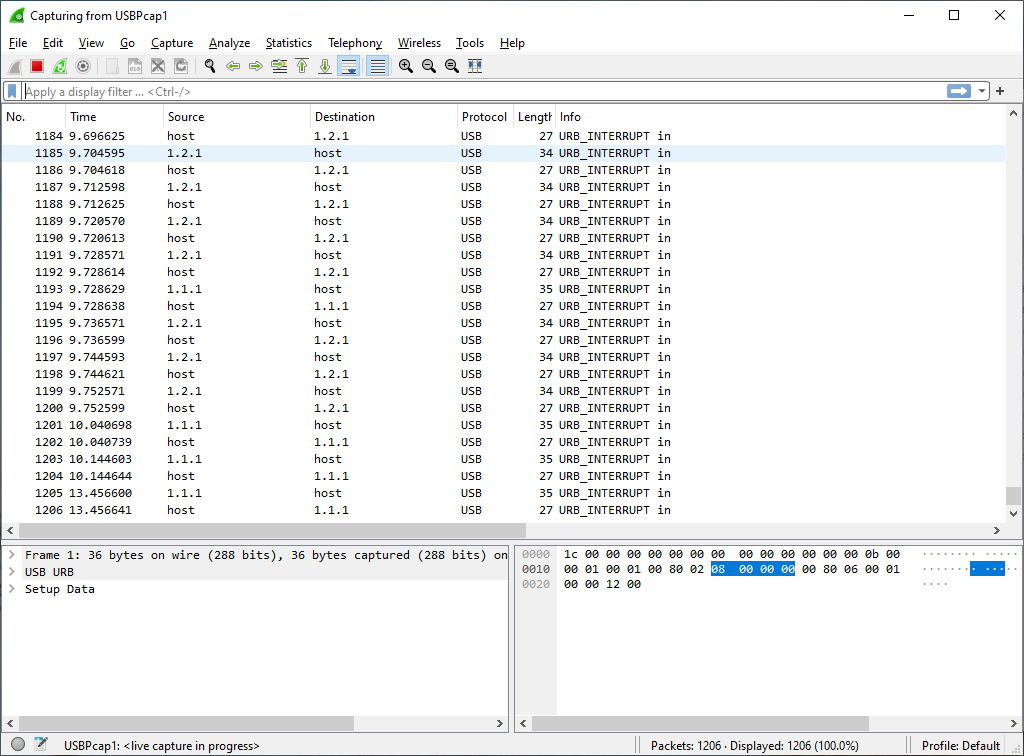 Capturing from USBPcap1
File Edit View Go Capture Analyze Statistics Telephony Wireless Tools Help
Apply a display filter ... <Ctrl-/>
No. Time Source Destination Protocol Length Info
1184 9.696625 host 1.2.1 USB 27 URB_INTERRUPT in
1185 9.704595 1.2.1 host USB 34 URB_INTERRUPT in
1186 9.704618 host 1.2.1 USB 27 URB_INTERRUPT in
1187 9.712598 1.2.1 host USB 34 URB_INTERRUPT in
1188 9.712625 host 1.2.1 USB 27 URB_INTERRUPT in
1189 9.720570 1.2.1 host USB 34 URB_INTERRUPT in
1190 9.720613 host 1.2.1 USB 27 URB_INTERRUPT in
1191 9.728571 1.2.1 host USB 34 URB_INTERRUPT in
1192 9.728614 host 1.2.1 USB 27 URB_INTERRUPT in
1193 9.728629 1.1.1 host USB 35 URB_INTERRUPT in
1194 9.728638 host 1.1.1 USB 27 URB_INTERRUPT in
1195 9.736571 1.2.1 host USB 34 URB_INTERRUPT in
1196 9.736599 host 1.2.1 USB 27 URB_INTERRUPT in
1197 9.744593 1.2.1 host USB 34 URB_INTERRUPT in
1198 9.744621 host 1.2.1 USB 27 URB_INTERRUPT in
1199 9.752571 1.2.1 host USB 34 URB_INTERRUPT in
1200 9.752599 host 1.2.1 USB 27 URB_INTERRUPT in
1201 10.040698 1.1.1 host USB 35 URB_INTERRUPT in
1202 10.040739 host 1.1.1 USB 27 URB_INTERRUPT in
1203 10.144603 1.1.1 host USB 35 URB_INTERRUPT in
1204 10.144644 host 1.1.1 USB 27 URB_INTERRUPT in
1205 13.456600 1.1.1 host USB 35 URB_INTERRUPT in
1206 13.456641 host 1.1.1 USB 27 URB_INTERRUPT in
Frame 1: 36 bytes on wire (288 bits), 36 bytes captured (288 bits) on
USB URB
Setup Data
0000 1c 00 00 00 00 00 00 00 00 00 00 00 00 00 0b 00 ········ ······
0010 00 01 00 01 00 80 02 08 00 00 00 00 80 06 00 01 ········ ······
0020 00 00 12 00 ····
USBPcap1: <live capture in progress>
Packets: 1206 · Displayed: 1206 (100.0%)
Profile: Default